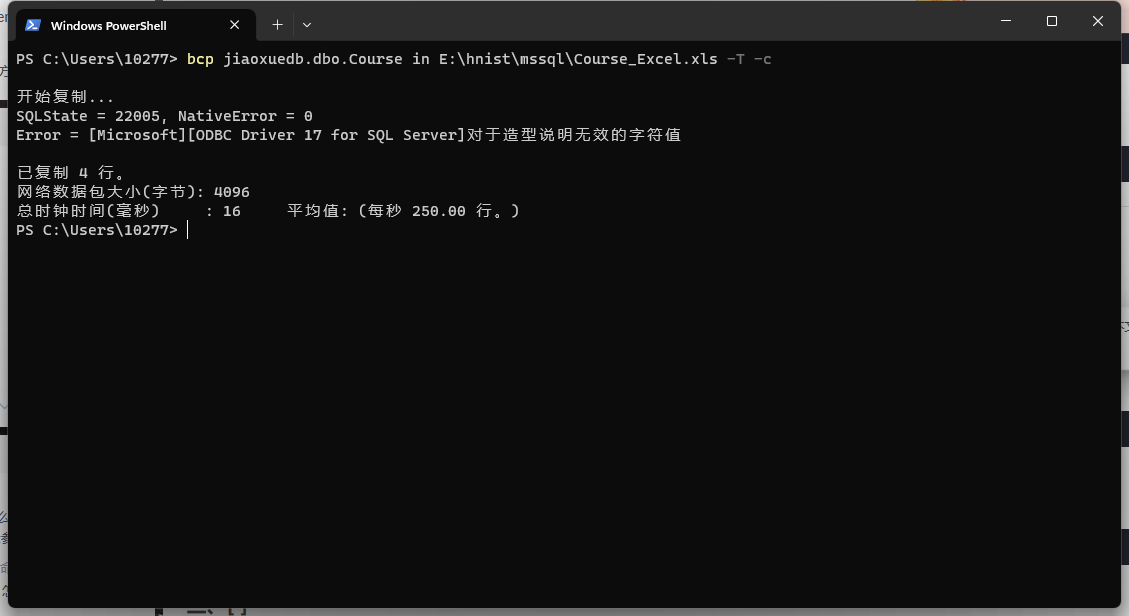 Windows PowerShell
PS C:\Users\10277> bcp jiaoxuedb.dbo.Course in E:\hnist\mssql\Course_Excel.xls -T -c
开始复制...
SQLState = 22005, NativeError = 0
Error = [Microsoft][ODBC Driver 17 for SQL Server]对于造型说明无效的字符值
已复制 4 行。
网络数据包大小(字节): 4096
总时钟时间(毫秒)     : 16     平均值: (每秒 250.00 行。)
PS C:\Users\10277>